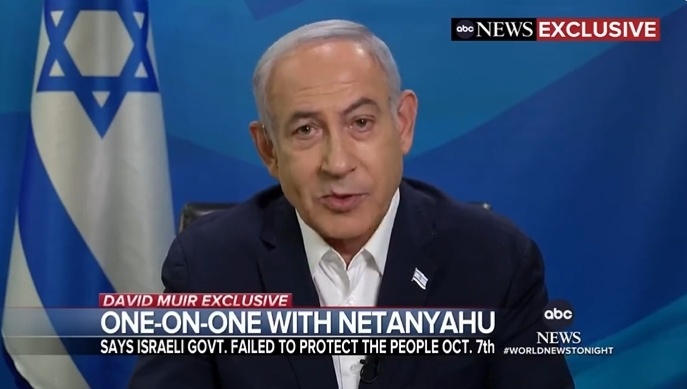 abc NEWS EXCLUSIVE
DAVID MUIR EXCLUSIVE
ONE-ON-ONE WITH NETANYAHU
SAYS ISRAELI GOVT. FAILED TO PROTECT THE PEOPLE OCT. 7th
abc
NEWS
#WORLDNEWSTONIGHT